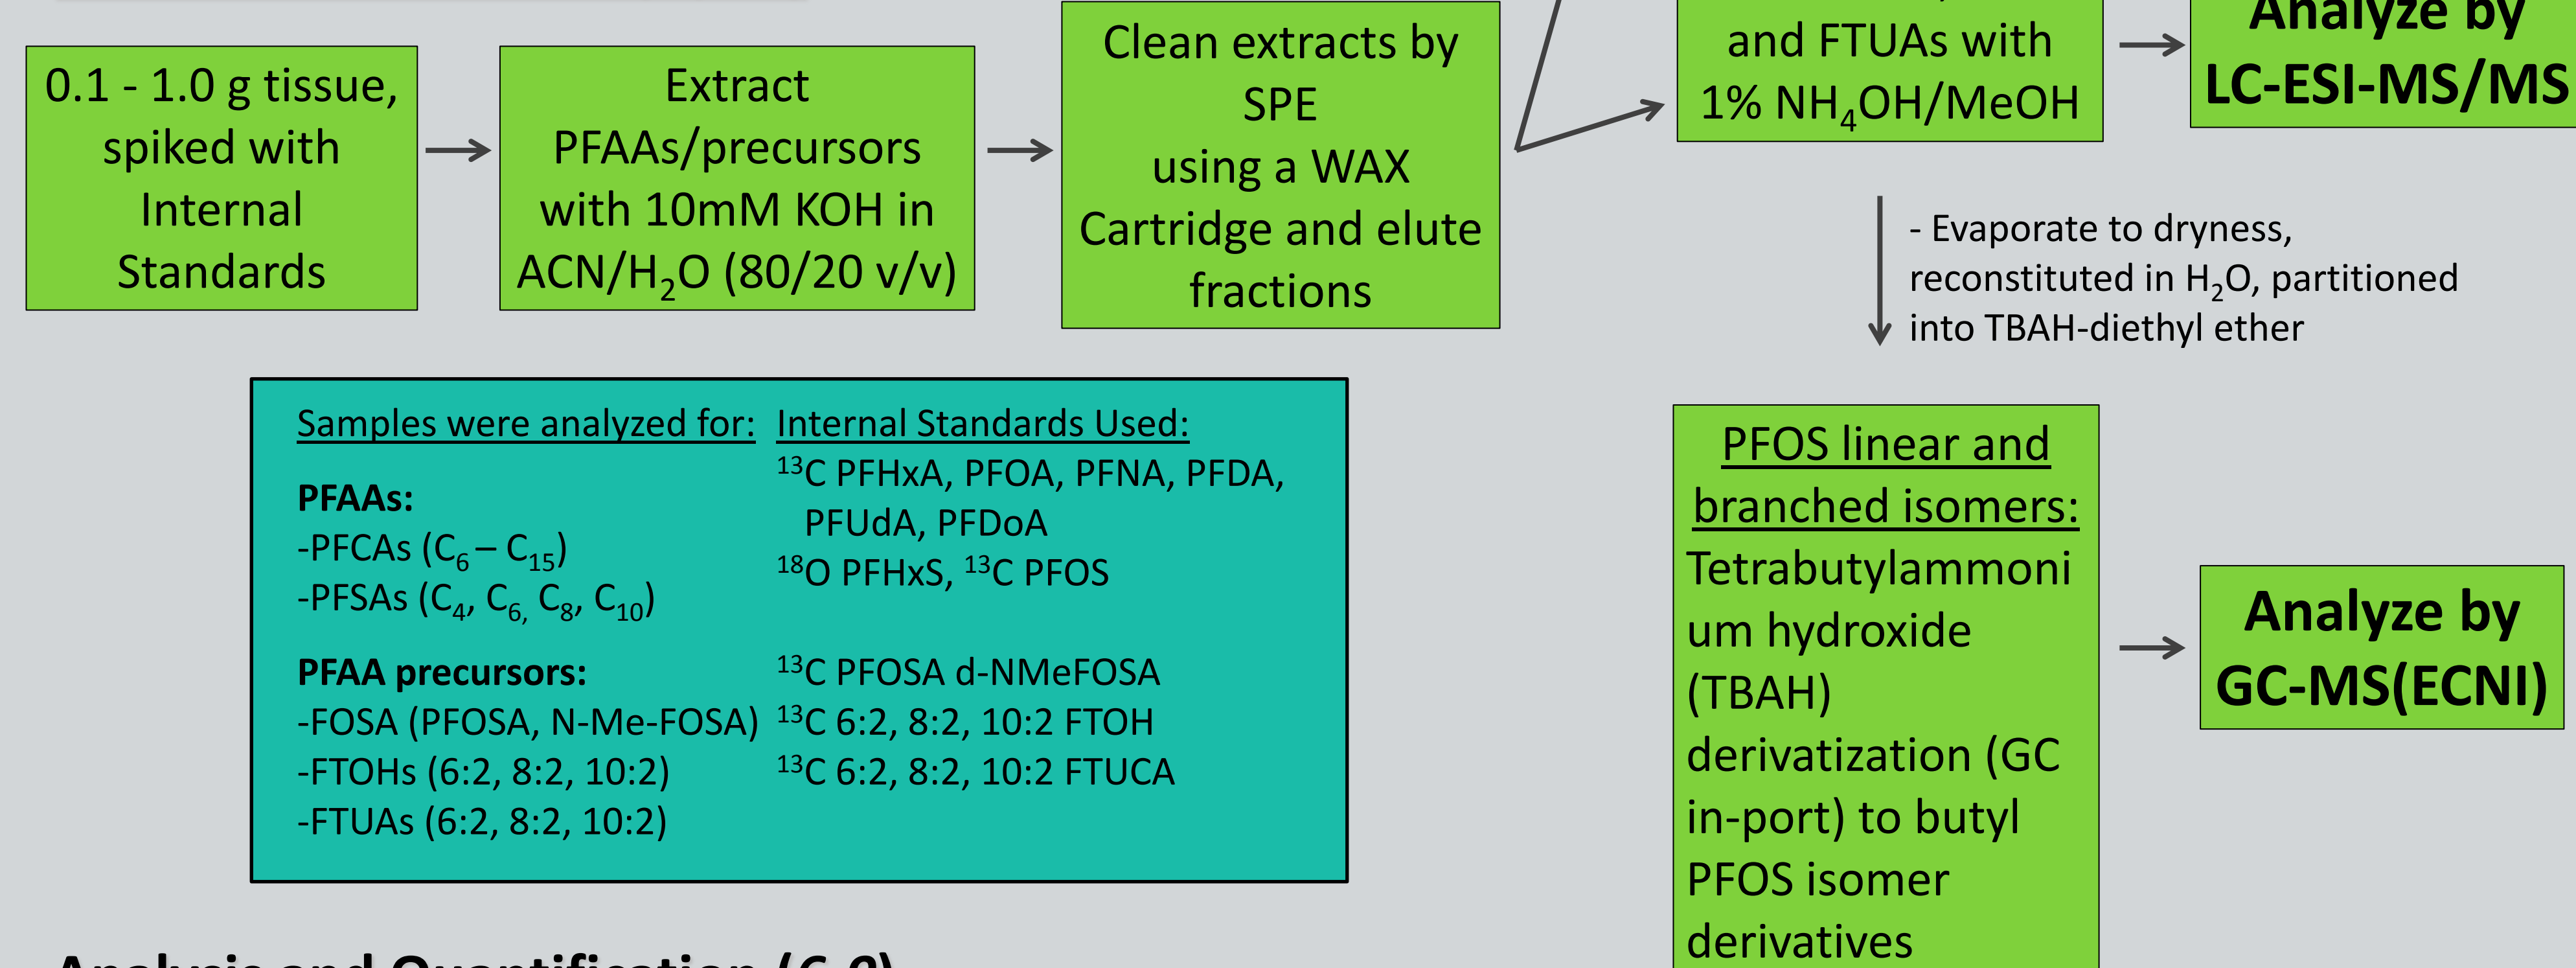 0.1 - 1.0 g tissue,
spiked with
Internal
Standards
Extract
PFAAs/precursors
with 10mM KOH in
ACN/H₂O (80/20 v/v)
Clean extracts by
SPE
using a WAX
Cartridge and elute
fractions
and FTUAs with
1% NH₄OH/MeOH
Analyze by
LC-ESI-MS/MS
- Evaporate to dryness,
reconstituted in H₂O, partitioned
into TBAH-diethyl ether
PFOS linear and
branched isomers:
Tetrabutylammoni
um hydroxide
(TBAH)
derivatization (GC
in-port) to butyl
PFOS isomer
derivatives
Analyze by
GC-MS(ECNI)
Samples were analyzed for:
PFAAs:
-PFCAs (C₆ – C₁₅)
-PFSAs (C₄, C₆, C₈, C₁₀)
PFAA precursors:
-FOSA (PFOSA, N-Me-FOSA)
-FTOHs (6:2, 8:2, 10:2)
-FTUAs (6:2, 8:2, 10:2)
Internal Standards Used:
¹³C PFHxA, PFOA, PFNA, PFDA,
PFUdA, PFDoA
¹⁸O PFHxS, ¹³C PFOS
¹³C PFOSA d-NMeFOSA
¹³C 6:2, 8:2, 10:2 FTOH
¹³C 6:2, 8:2, 10:2 FTUCA
Analysis and Quantification